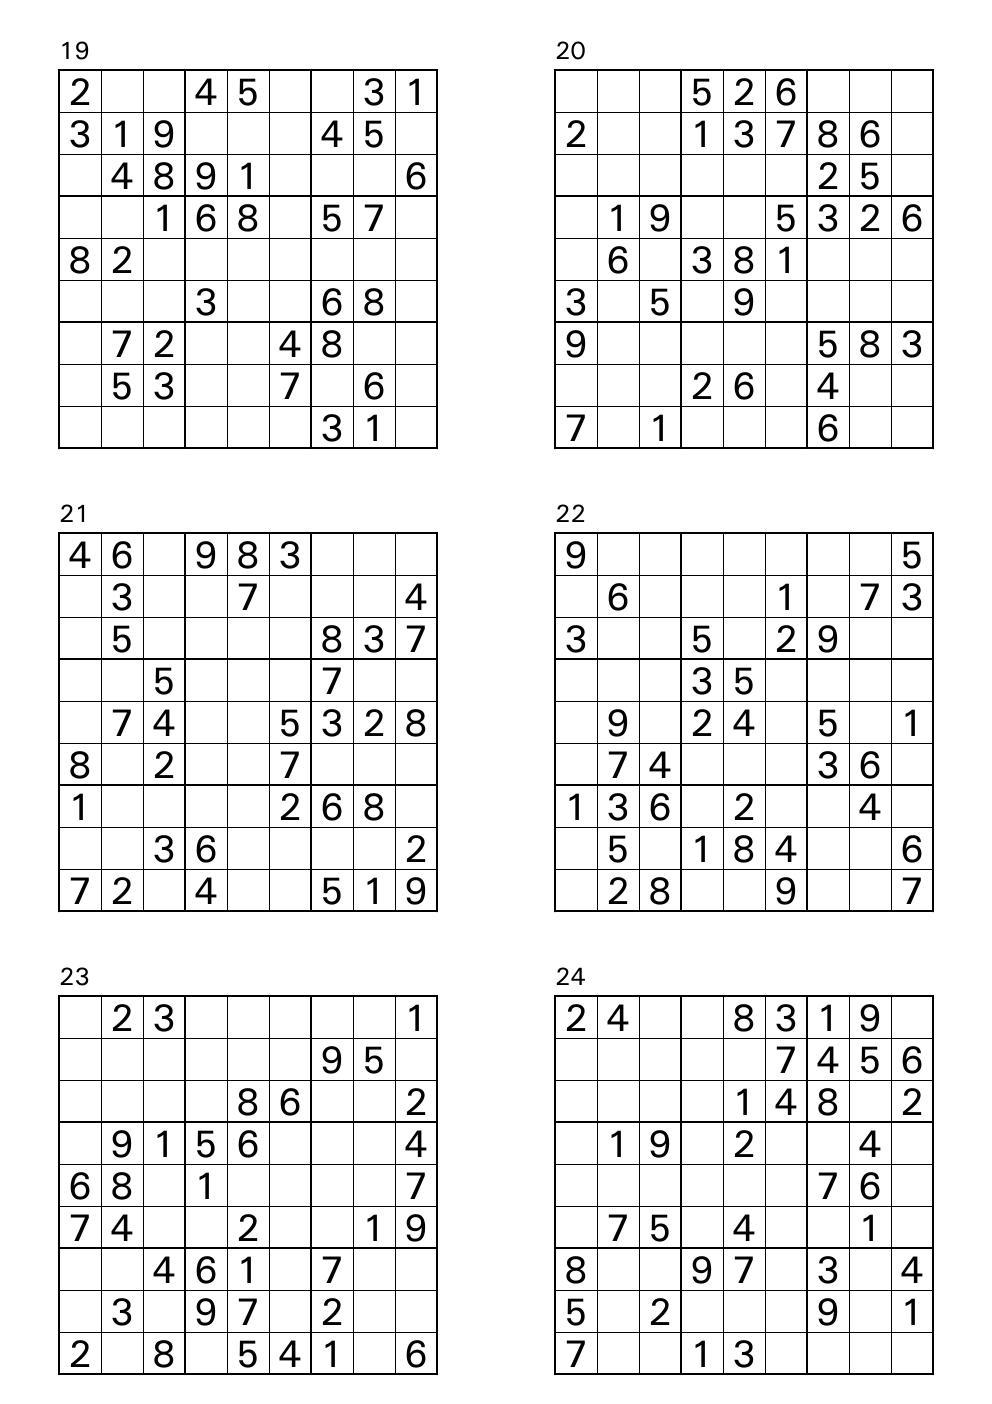 19
2 4 5 3 1
3 1 9 4 5
4 8 9 1 6
1 6 8 5 7
8 2
3 6 8
7 2 4 8
5 3 7 6
3 1
20
5 2 6
2 1 3 7 8 6
2 5
1 9 5 3 2 6
6 3 8 1
3 5 9
9 5 8 3
2 6 4
7 1 6
21
4 6 9 8 3
3 7 4
5 8 3 7
5 7
7 4 5 3 2 8
8 2 7
1 2 6 8
3 6 2
7 2 4 5 1 9
22
9 5
6 1 7 3
3 5 2 9
3 5
9 2 4 5 1
7 4 3 6
1 3 6 2 4
5 1 8 4 6
2 8 9 7
23
2 3 1
9 5
8 6 2
9 1 5 6 4
6 8 1 7
7 4 2 1 9
4 6 1 7
3 9 7 2
2 8 5 4 1 6
24
2 4 8 3 1 9
7 4 5 6
1 4 8 2
1 9 2 4
7 6
7 5 4 1
8 9 7 3 4
5 2 9 1
7 1 3